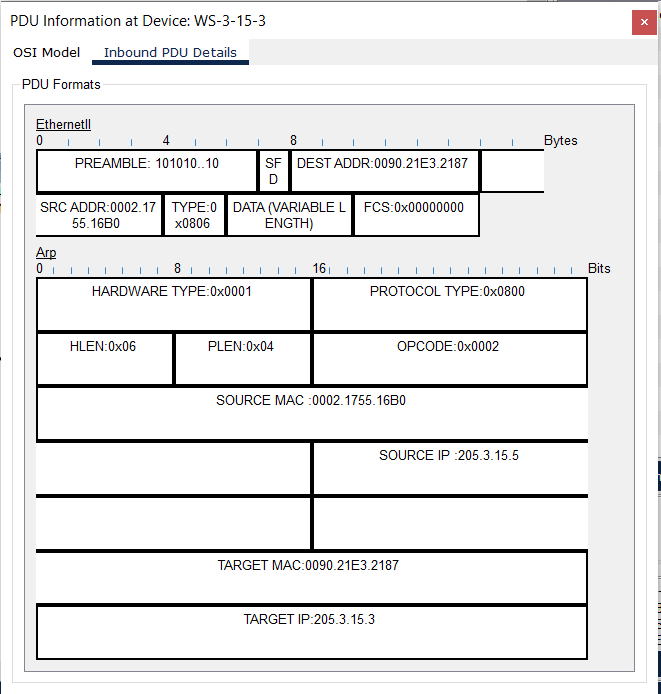 PDU Information at Device: WS-3-15-3
OSI Model Inbound PDU Details
PDU Formats
EthernetII
0 4 8 Bytes
PREAMBLE: 101010..10 SF DEST ADDR:0090.21E3.2187
D
SRC ADDR:0002.17 TYPE:0 DATA (VARIABLE L FCS:0x00000000
55.16B0 x0806 ENGTH)
Arp
0 8 16 Bits
HARDWARE TYPE:0x0001 PROTOCOL TYPE:0x0800
HLEN:0x06 PLEN:0x04 OPCODE:0x0002
SOURCE MAC :0002.1755.16B0
SOURCE IP :205.3.15.5
TARGET MAC:0090.21E3.2187
TARGET IP:205.3.15.3